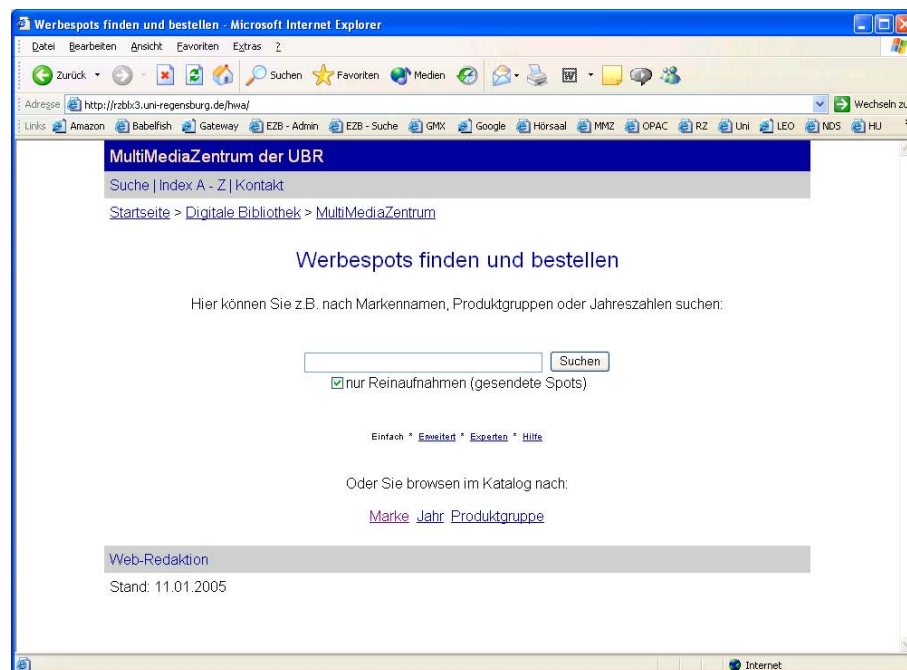 Werbespots finden und bestellen - Microsoft Internet Explorer
Datei Bearbeiten Ansicht Favoriten Extras ?
Zurück Suchen Favoriten Medien
Adresse http://rzblx3.uni-regensburg.de/hwa/ Wechseln zu
Links Amazon Babelfish Gateway EZB - Admin EZB - Suche GMX Google Hörsaal MMZ OPAC RZ Uni LEO NDS HU
MultiMediaZentrum der UBR
Suche | Index A - Z | Kontakt
Startseite > Digitale Bibliothek > MultiMediaZentrum
Werbespots finden und bestellen
Hier können Sie z.B. nach Markennamen, Produktgruppen oder Jahreszahlen suchen:
Suchen
nur Reinaufnahmen (gesendete Spots)
Einfach * Erweitert * Experten * Hilfe
Oder Sie browsen im Katalog nach:
Marke Jahr Produktgruppe
Web-Redaktion
Stand: 11.01.2005
Internet